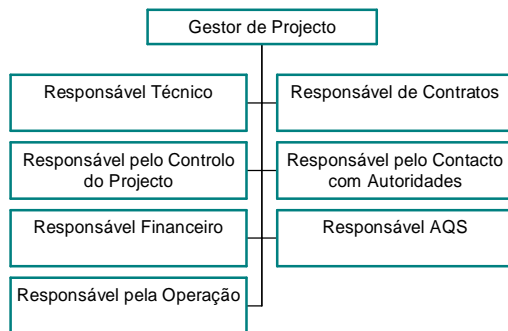 Gestor de Projecto
Responsável Técnico
Responsável de Contratos
Responsável pelo Controlo
do Projecto
Responsável pelo Contacto
com Autoridades
Responsável Financeiro
Responsável AQS
Responsável pela Operação